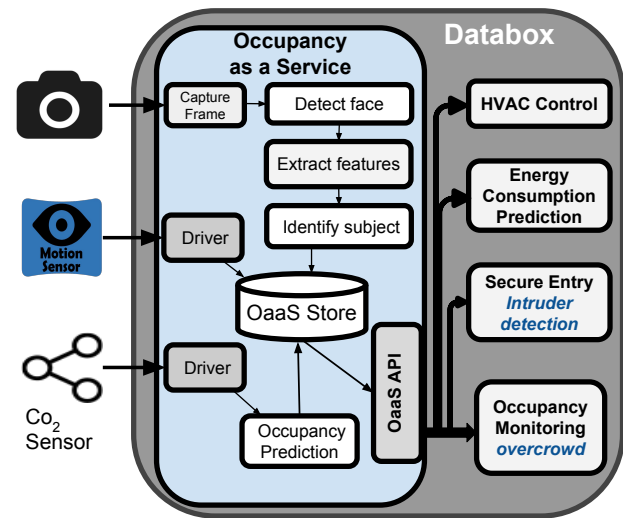 Occupancy
as a Service
Databox
Capture
Frame
Detect face
HVAC Control
Extract features
Energy
Consumption
Prediction
Motion
Sensor
Driver
Identify subject
Secure Entry
Intruder
detection
OaaS Store
Driver
OaaS API
Co2
Sensor
Occupancy
Prediction
Occupancy
Monitoring
overcrowd